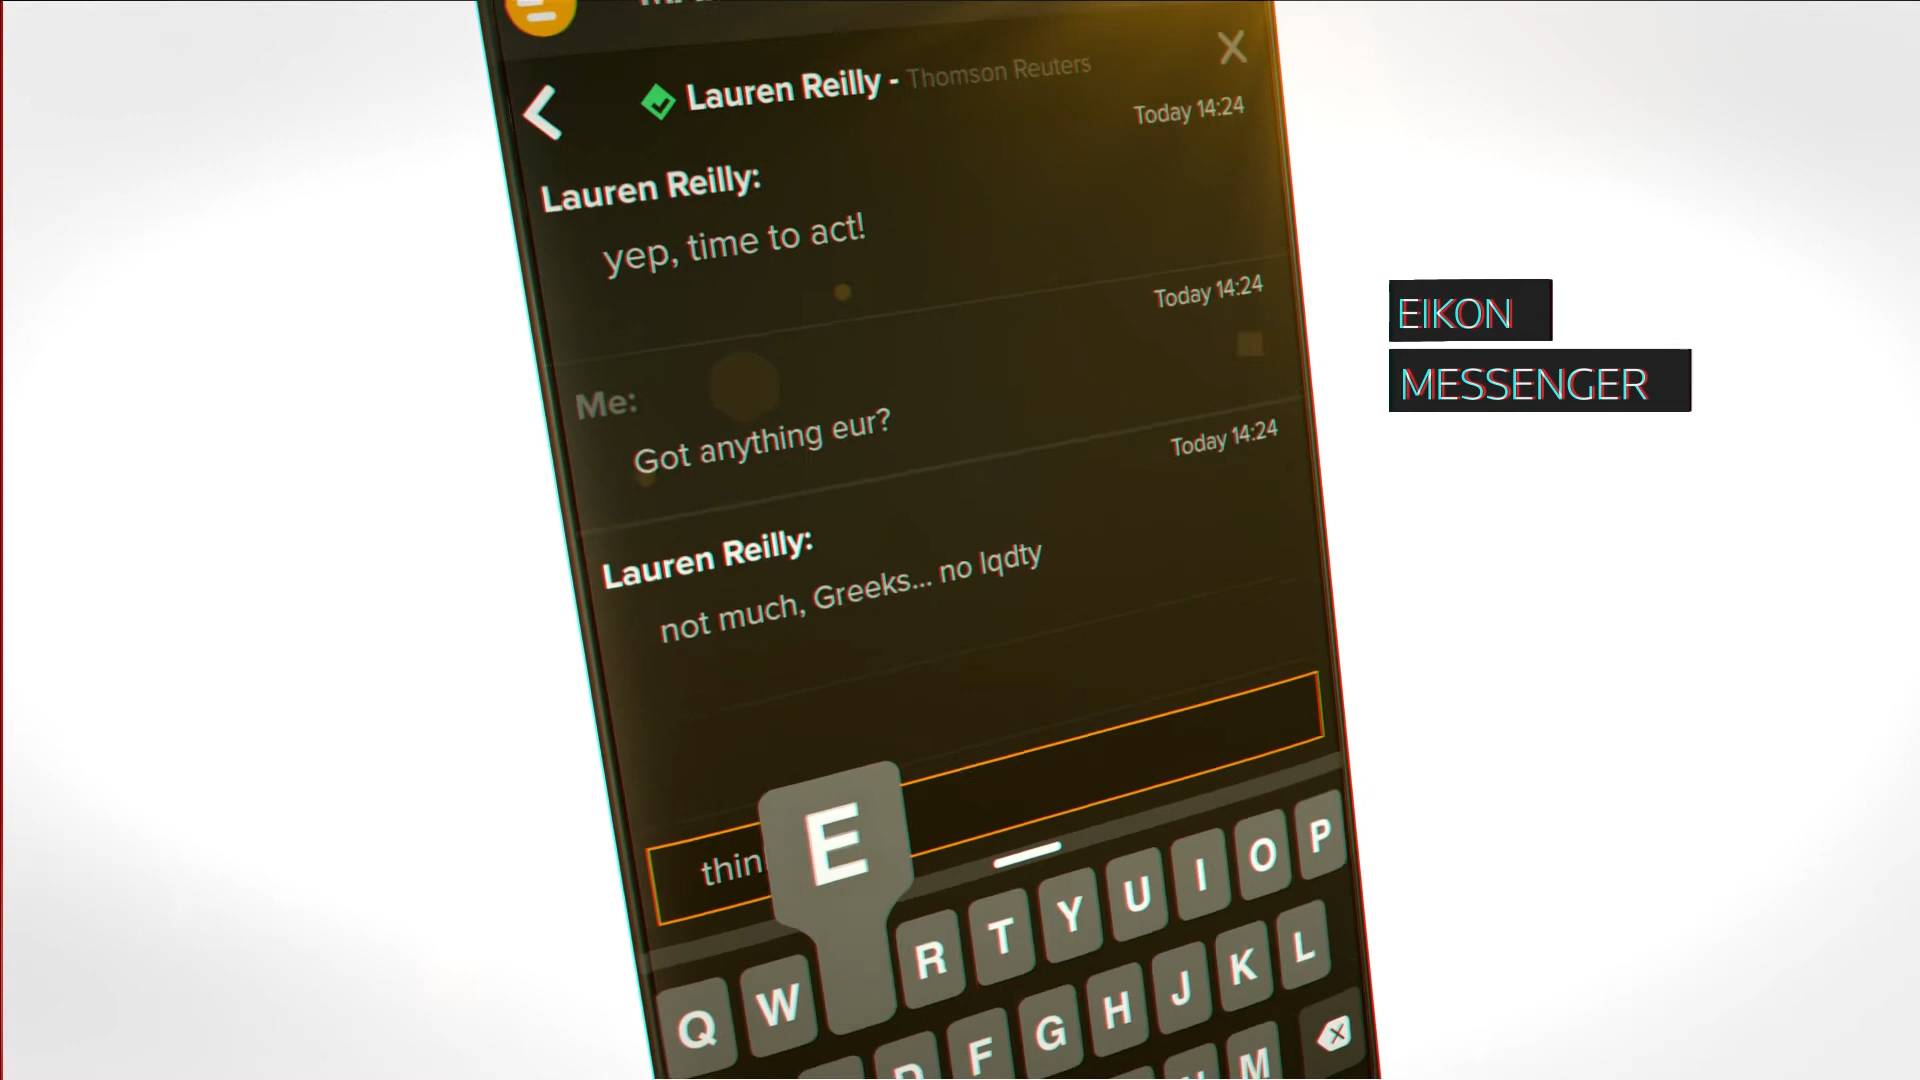 Lauren Reilly - Thomson Reuters
Today 14:24
Lauren Reilly:
yep, time to act!
Today 14:24
Me:
Got anything eur?
Today 14:24
Lauren Reilly:
not much, Greeks... no lqdty
thin
E
Q W R T Y U I O P
D F G H J K L
M
EIKON
MESSENGER